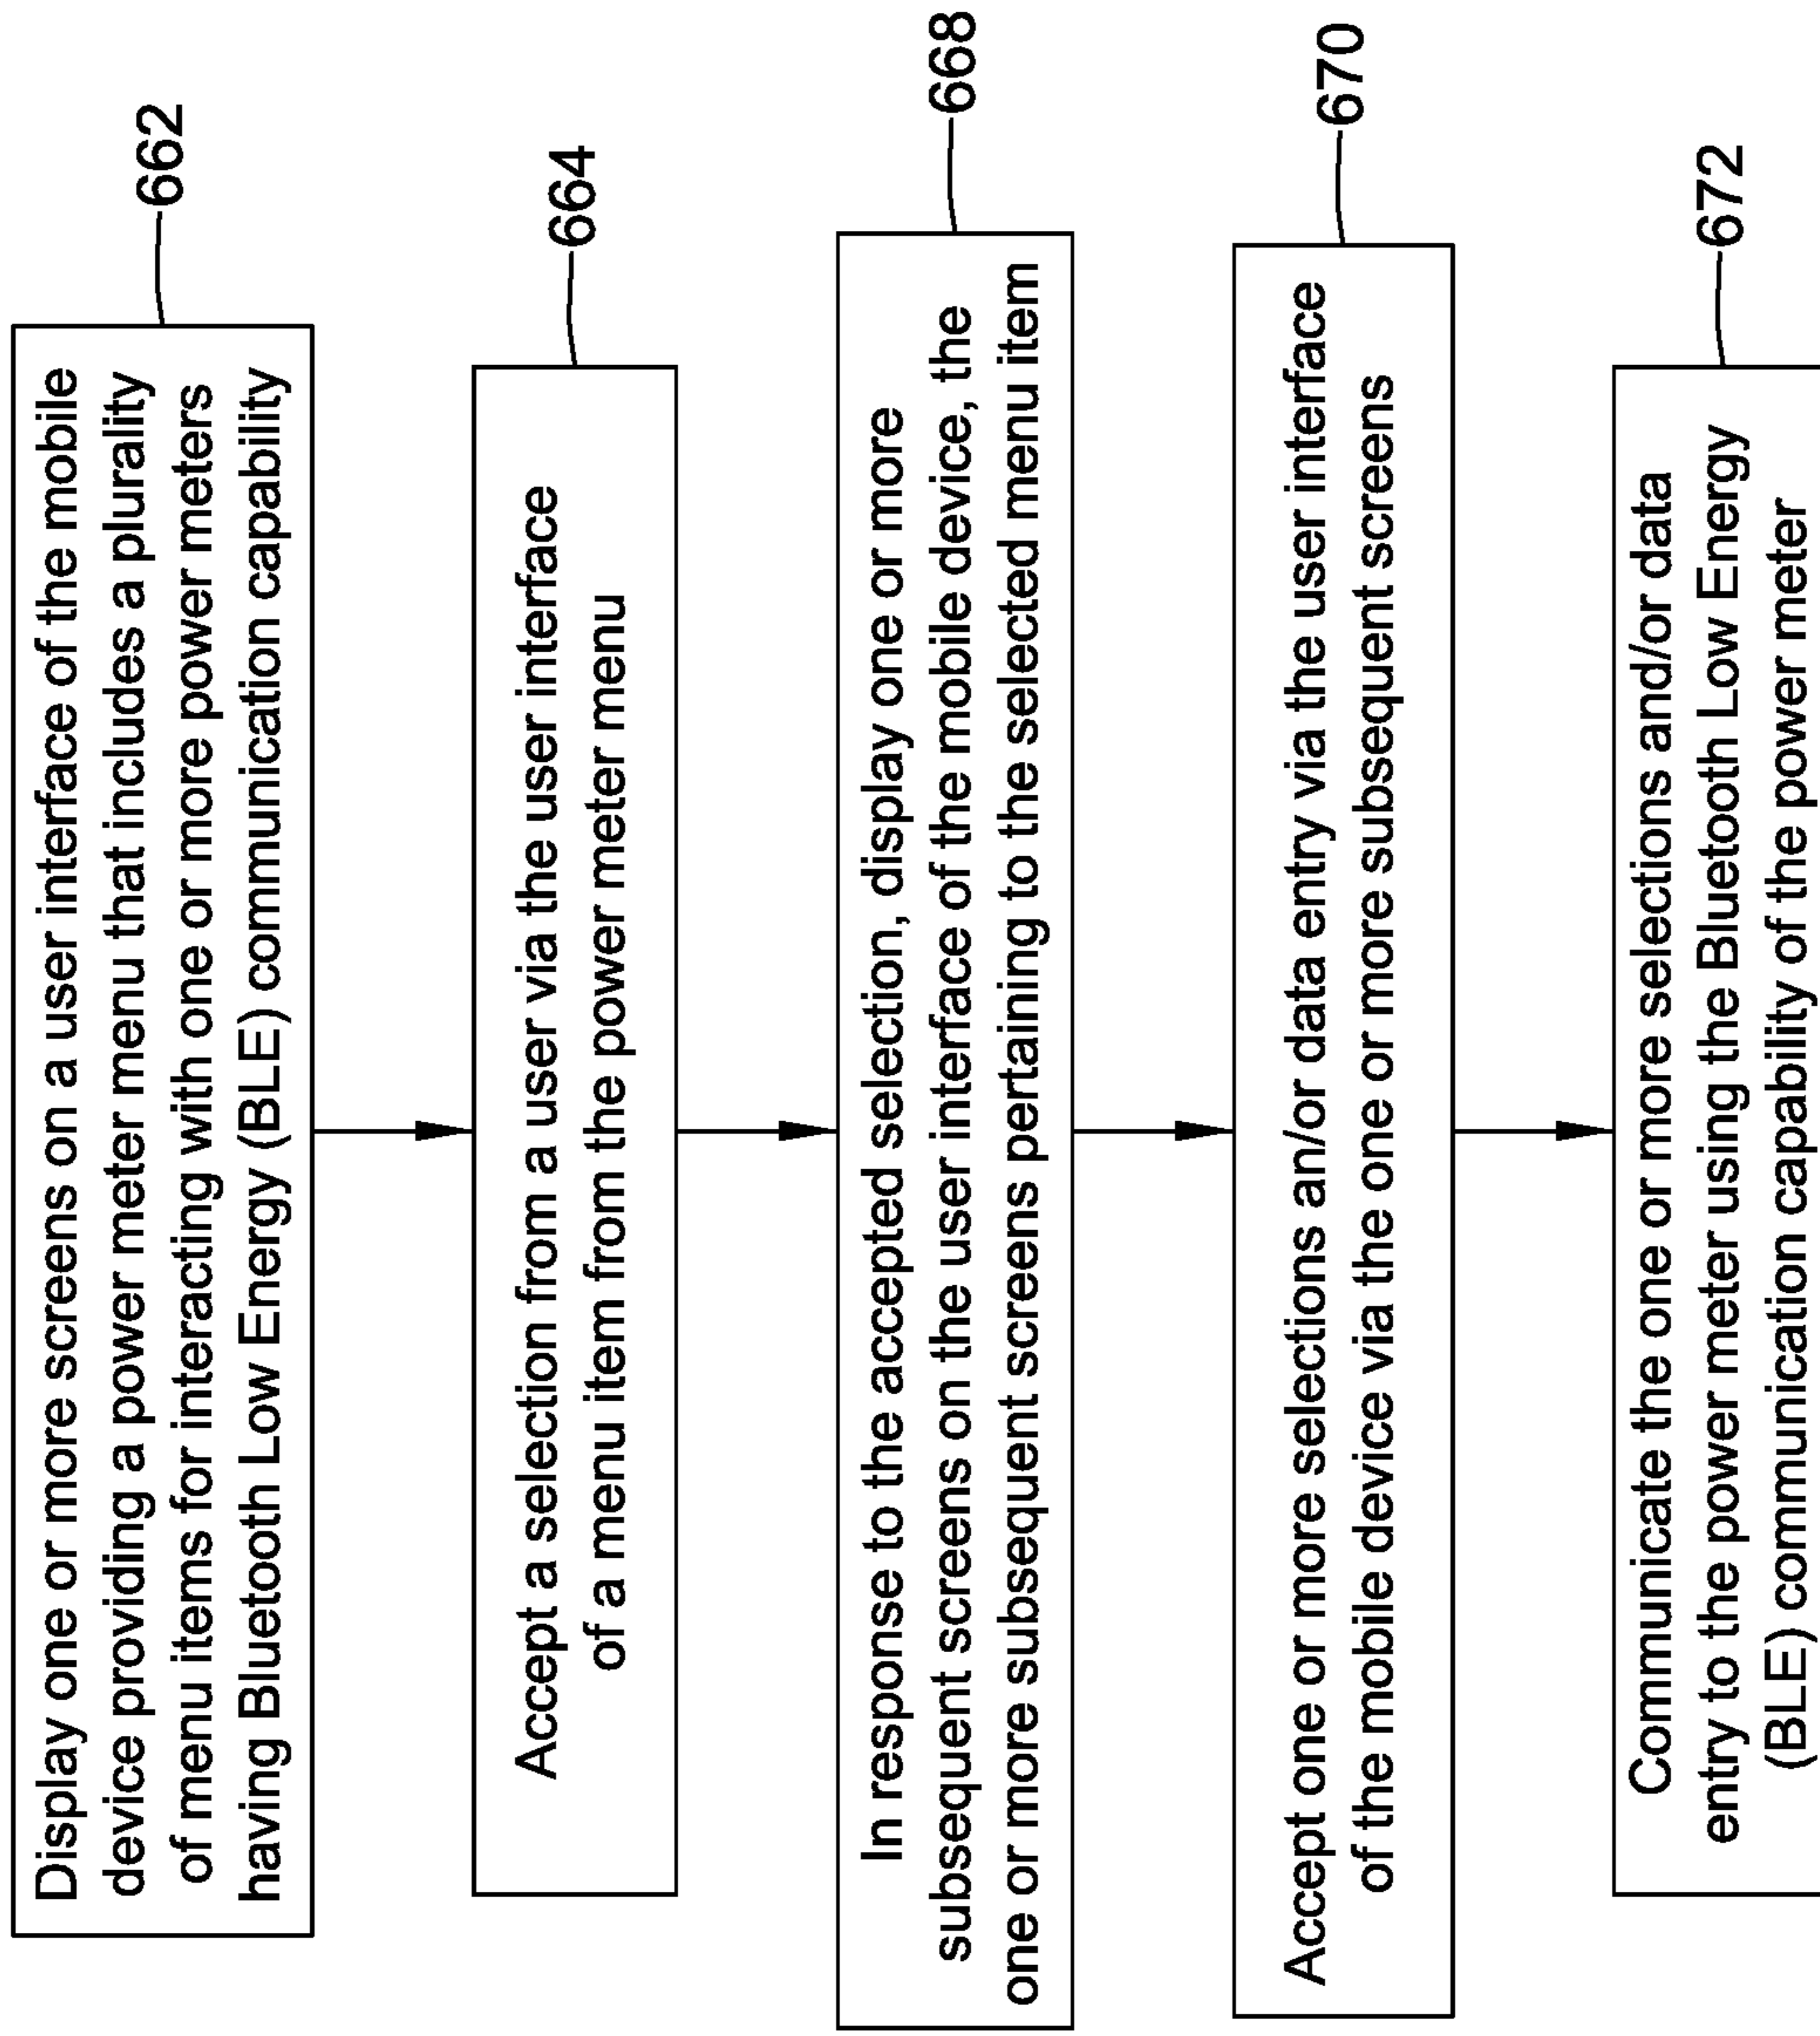 Display one or more screens on a user interface of the mobile
device providing a power meter menu that includes a plurality
of menu items for interacting with one or more power meters
having Bluetooth Low Energy (BLE) communication capability
662
Accept a selection from a user via the user interface
of a menu item from the power meter menu
664
In response to the accepted selection, display one or more
subsequent screens on the user interface of the mobile device, the
one or more subsequent screens pertaining to the selected menu item
668
Accept one or more selections an/or data entry via the user interface
of the mobile device via the one or more subsequent screens
670
Communicate the one or more selections and/or data
entry to the power meter using the Bluetooth Low Energy
(BLE) communication capability of the power meter
672